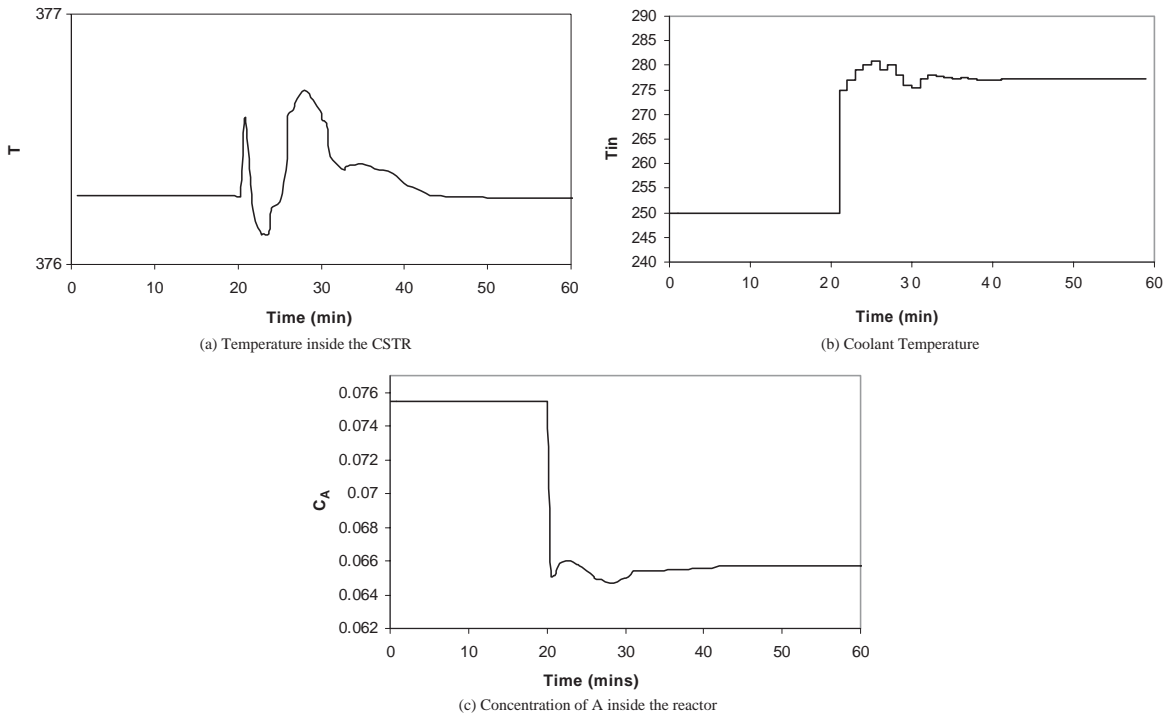 377
T
376
0 10 20 30 40 50 60
Time (min)
(a) Temperature inside the CSTR
290
285
280
275
270
265
260
255
250
245
240
Tin
0 10 20 30 40 50 60
Time (min)
(b) Coolant Temperature
0.076
0.074
0.072
0.07
0.068
0.066
0.064
0.062
CA
0 10 20 30 40 50 60
Time (mins)
(c) Concentration of A inside the reactor